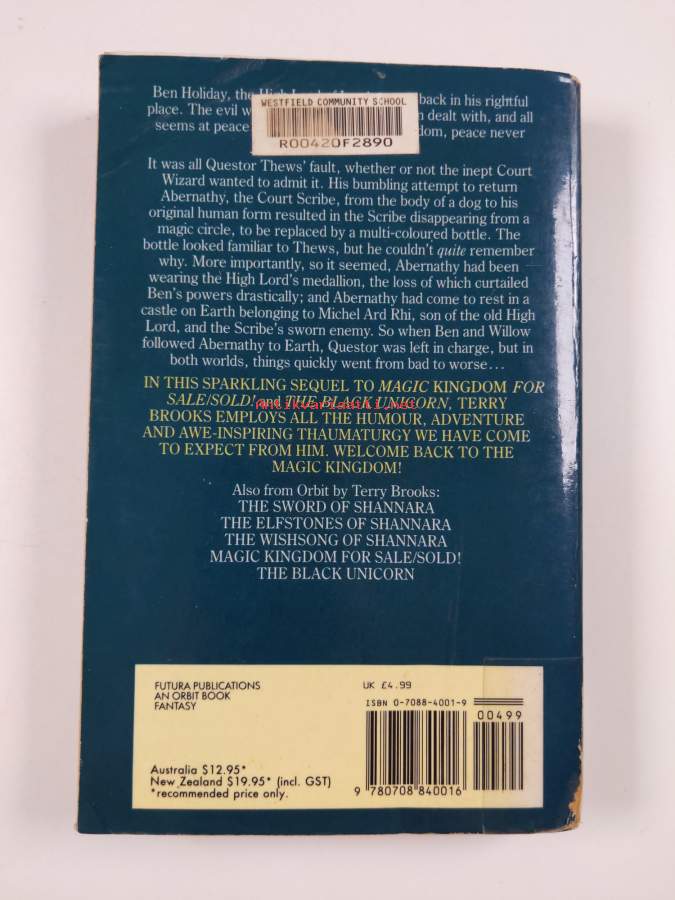 Ben Holiday, the back in his rightful
place. The evil w dealt with, and all
seems at peace dom, peace never
WESTFIELD COMMUNITY SCHOOL
R00420F2890
It was all Questor Thews' fault, whether or not the inept Court
Wizard wanted to admit it. His bumbling attempt to return
Abernathy, the Court Scribe, from the body of a dog to his
original human form resulted in the Scribe disappearing from a
magic circle, to be replaced by a multi-coloured bottle. The
bottle looked familiar to Thews, but he couldn't quite remember
why. More importantly, so it seemed, Abernathy had been
wearing the High Lord's medallion, the loss of which curtailed
Ben's powers drastically; and Abernathy had come to rest in a
castle on Earth belonging to Michel Ard Rhi, son of the old High
Lord, and the Scribe's sworn enemy. So when Ben and Willow
followed Abernathy to Earth, Questor was left in charge, but in
both worlds, things quickly went from bad to worse...
IN THIS SPARKLING SEQUEL TO MAGIC KINGDOM FOR
SALE/SOLD! and THE BLACK UNICORN, TERRY
antikvariaatti.net
BROOKS EMPLOYS ALL THE HUMOUR, ADVENTURE
AND AWE-INSPIRING THAUMATURGY WE HAVE COME
TO EXPECT FROM HIM. WELCOME BACK TO THE
MAGIC KINGDOM!
Also from Orbit by Terry Brooks:
THE SWORD OF SHANNARA
THE ELFSTONES OF SHANNARA
THE WISHSONG OF SHANNARA
MAGIC KINGDOM FOR SALE/SOLD!
THE BLACK UNICORN
FUTURA PUBLICATIONS
AN ORBIT BOOK
FANTASY
Australia $12.95*
New Zealand $19.95* (incl. GST)
*recommended price only.
UK £4.99
ISBN 0-7088-4001-9
00499
9 780708 840016